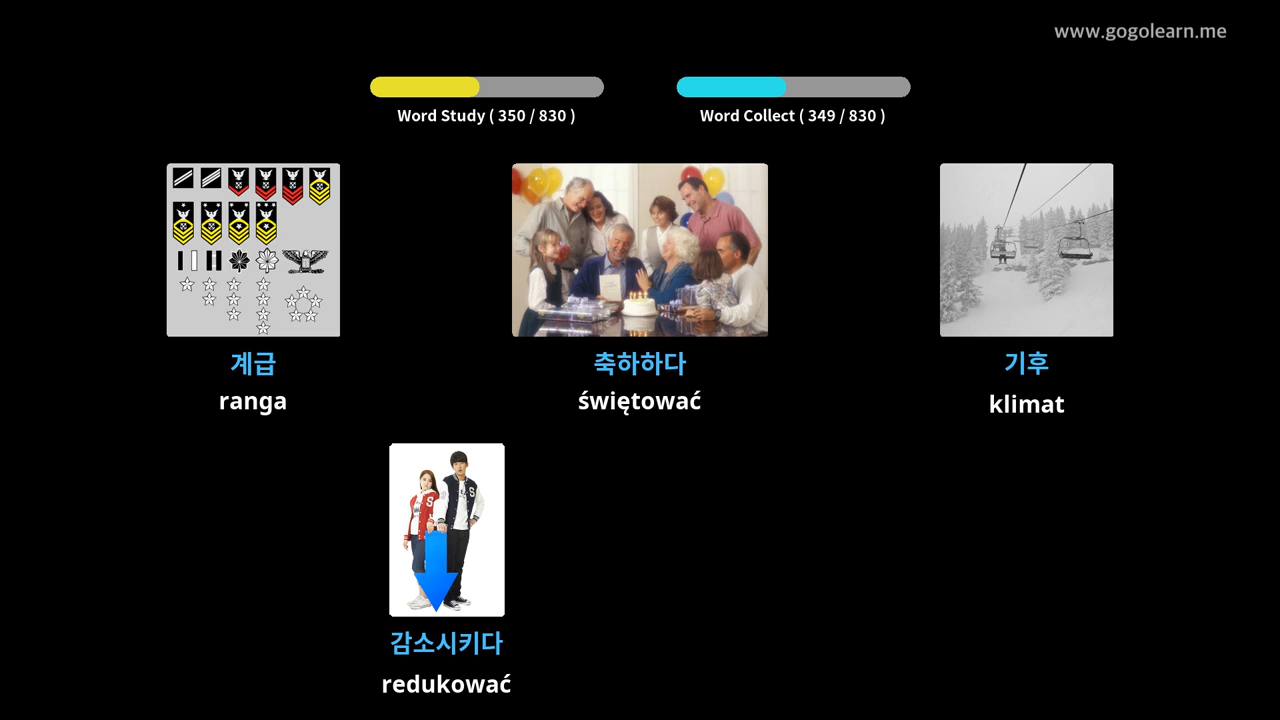 www.gogolearn.me
Word Study ( 350 / 830 )
Word Collect ( 349 / 830 )
계급
ranga
축하하다
świętować
기후
klimat
S
S
감소시키다
redukować